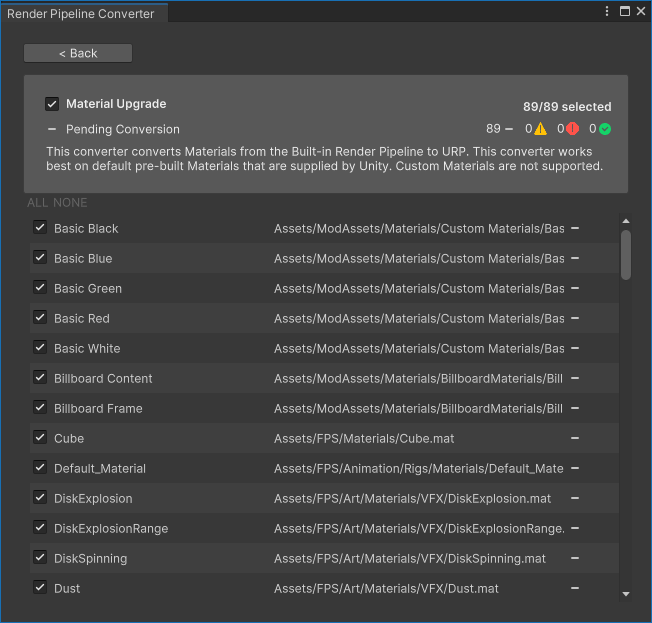 Render Pipeline Converter
< Back
Material Upgrade
89/89 selected
Pending Conversion 89 0 0 0
This converter converts Materials from the Built-in Render Pipeline to URP. This converter works
best on default pre-built Materials that are supplied by Unity. Custom Materials are not supported.
ALL NONE
Basic Black Assets/ModAssets/Materials/Custom Materials/Bas
Basic Blue Assets/ModAssets/Materials/Custom Materials/Bas
Basic Green Assets/ModAssets/Materials/Custom Materials/Bas
Basic Red Assets/ModAssets/Materials/Custom Materials/Bas
Basic White Assets/ModAssets/Materials/Custom Materials/Bas
Billboard Content Assets/ModAssets/Materials/BillboardMaterials/Bill
Billboard Frame Assets/ModAssets/Materials/BillboardMaterials/Bill
Cube Assets/FPS/Materials/Cube.mat
Default_Material Assets/FPS/Animation/Rigs/Materials/Default_Mate
DiskExplosion Assets/FPS/Art/Materials/VFX/DiskExplosion.mat
DiskExplosionRange Assets/FPS/Art/Materials/VFX/DiskExplosionRange.
DiskSpinning Assets/FPS/Art/Materials/VFX/DiskSpinning.mat
Dust Assets/FPS/Art/Materials/VFX/Dust.mat